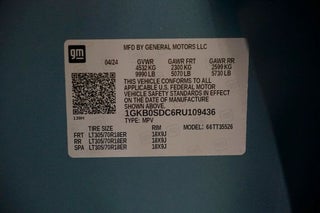 gm
MFD BY GENERAL MOTORS LLC
04/24 GVWR GAWR FRT GAWR RR
4532 KG 2300 KG 2599 KG
9990 LB 5070 LB 5730 LB
THIS VEHICLE CONFORMS TO ALL
APPLICABLE U.S. FEDERAL MOTOR
VEHICLE SAFETY STANDARDS IN EFFECT
ON THE DATE OF MANUFACTURE
SHOWN ABOVE.
1GKB0SDC6RU109436
TYPE: MPV
TIRE SIZE RIM MODEL: 66TT35526
FRT LT305/70R18ER 18X9J
RR LT305/70R18ER 18X9J
SPA LT305/70R18ER 18X9J